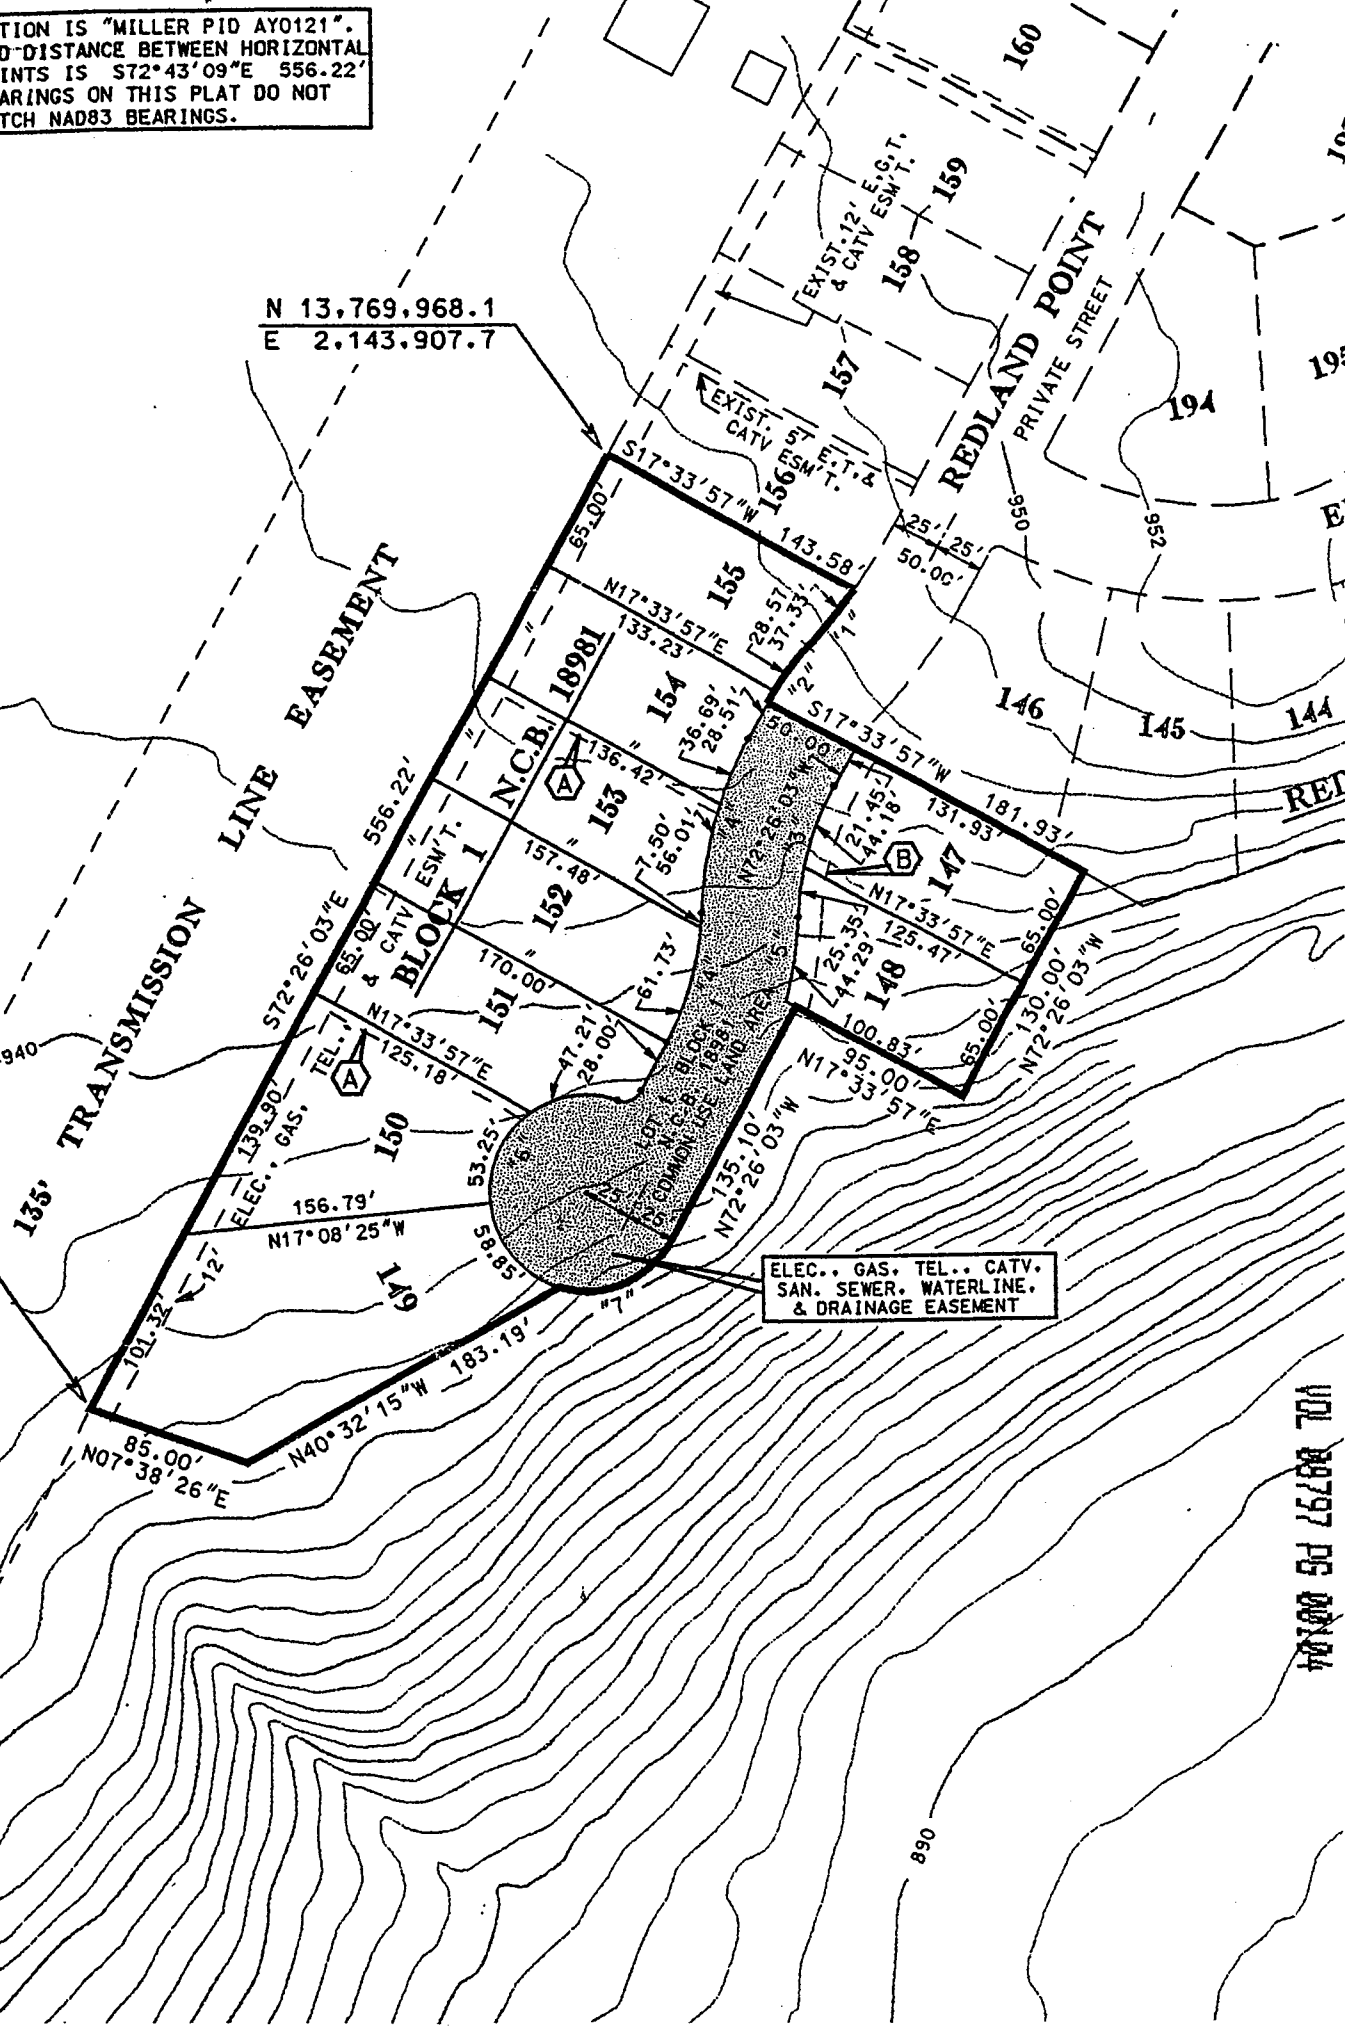 TION IS "MILLER PID AY0121".
D DISTANCE BETWEEN HORIZONTAL
INTS IS S72°43'09"E 556.22'
ARINGS ON THIS PLAT DO NOT
TCH NAD83 BEARINGS.
160
159
158
EXIST. 12' E,G,T,
& CATV ESM'T.
157
REDLAND POINT
PRIVATE STREET
194
195
N 13,769,968.1
E 2,143,907.7
EXIST. 5' E.T.&
CATV ESM'T.
156
S17°33'57"W
143.58'
65.00'
25' 25'
50.00'
950
952
155
N17°33'57"E
133.23'
28.57'
37.33'
"1"
"2"
146
145
144
S17°33'57"W
181.93'
131.93'
50.00'
N.C.B. 18981
BLOCK 1
154
36.69'
28.51'
136.42'
A
153
7.50'
56.01'
157.48'
152
61.73'
170.00'
151
47.21'
28.00'
N17°33'57"E
125.18'
A
150
53.25'
156.79'
N17°08'25"W
149
58.85'
TRANSMISSION LINE EASEMENT
135'
556.22'
S72°26'03"E
65.00'
139.90'
101.32'
12'
ELEC., GAS,
TEL.,
& CATV ESM'T.
N72°26'03"W
"3"
"4"
"4"
"5"
"6"
"7"
21.45'
44.18'
B
147
N17°33'57"E
125.47'
65.00'
25.35'
44.29'
148
65.00'
130.00'
N72°26'03"W
100.83'
95.00'
N17°33'57"E
135.10'
N72°26'03"W
LOT 1 BLOCK 1
N.C.B. 18981
COMMON USE LAND AREA
ELEC., GAS, TEL., CATV,
SAN. SEWER, WATERLINE,
& DRAINAGE EASEMENT
183.19'
N40°32'15"W
85.00'
N07°38'26"E
940
890